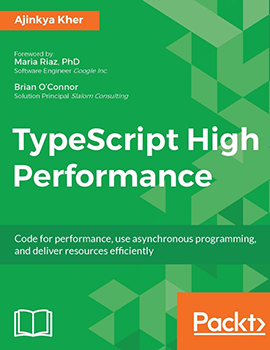 Ajinkya Kher
Foreword by
Maria Riaz, PhD
Software Engineer Google Inc.
Brian O'Connor
Solution Principal Slalom Consulting
TypeScript High
Performance
Code for performance, use asynchronous programming,
and deliver resources efficiently
Packt>